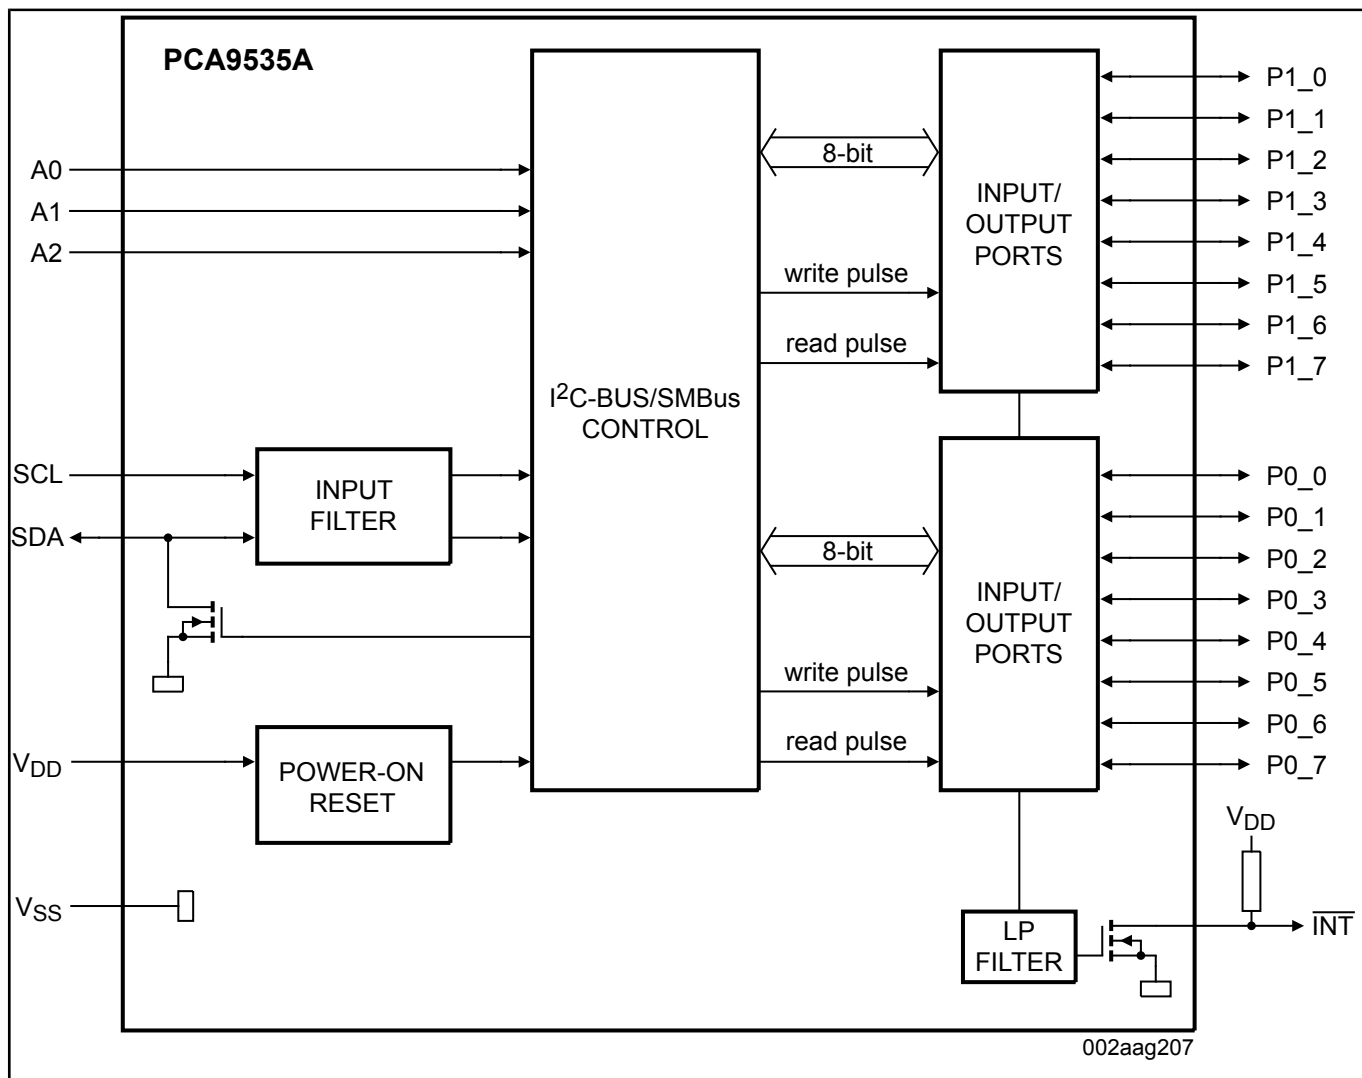 PCA9535A
A0
A1
A2
SCL
SDA
VDD
VSS
INPUT
FILTER
POWER-ON
RESET
I2C-BUS/SMBus
CONTROL
8-bit
write pulse
read pulse
INPUT/
OUTPUT
PORTS
P1_0
P1_1
P1_2
P1_3
P1_4
P1_5
P1_6
P1_7
8-bit
write pulse
read pulse
INPUT/
OUTPUT
PORTS
P0_0
P0_1
P0_2
P0_3
P0_4
P0_5
P0_6
P0_7
VDD
LP
FILTER
INT
002aag207